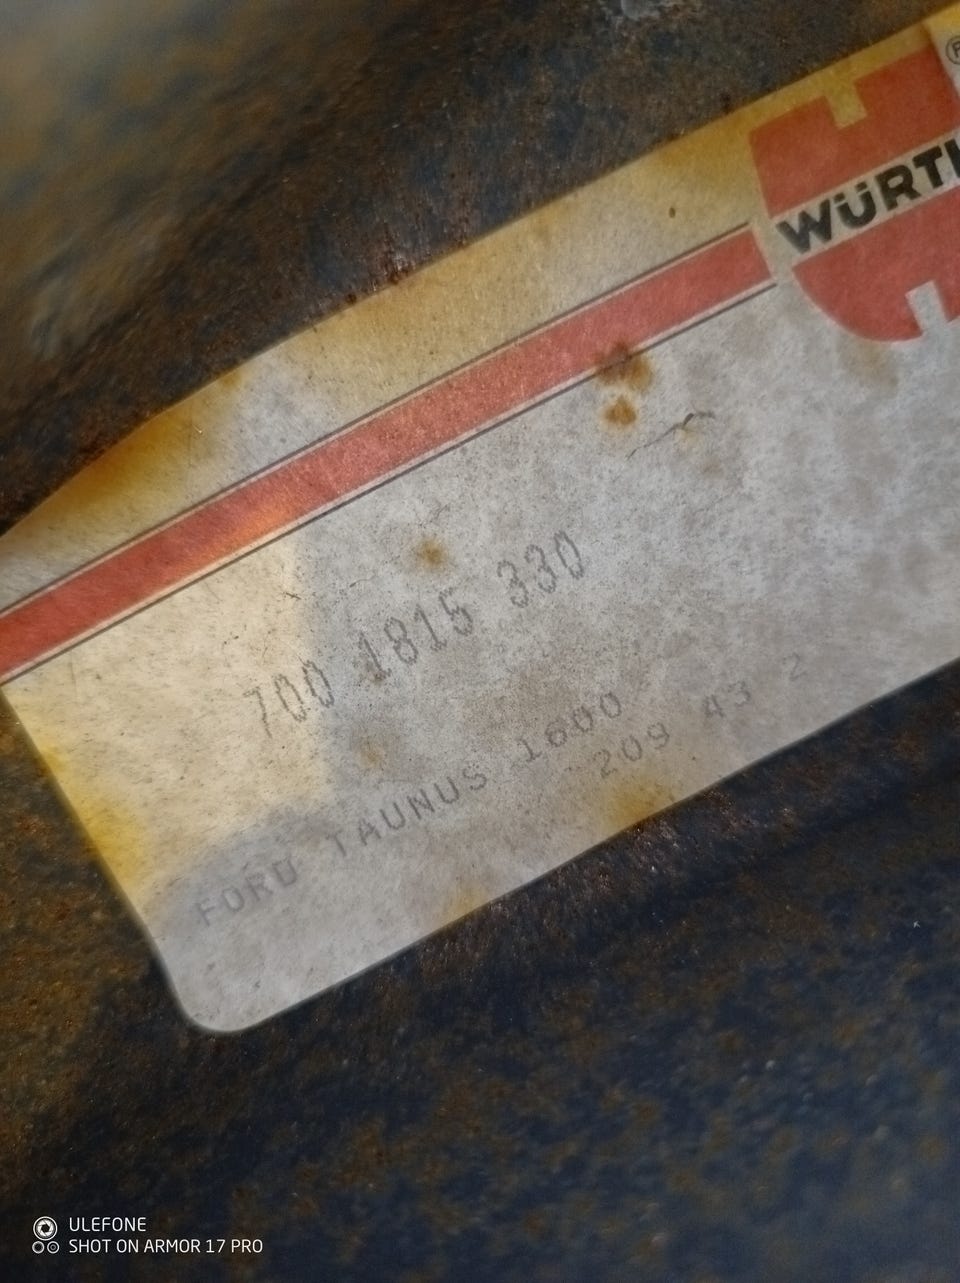 ®
WÜRTH
700 1815 330
FORD TAUNUS 1600
209 43 2
ULEFONE
SHOT ON ARMOR 17 PRO